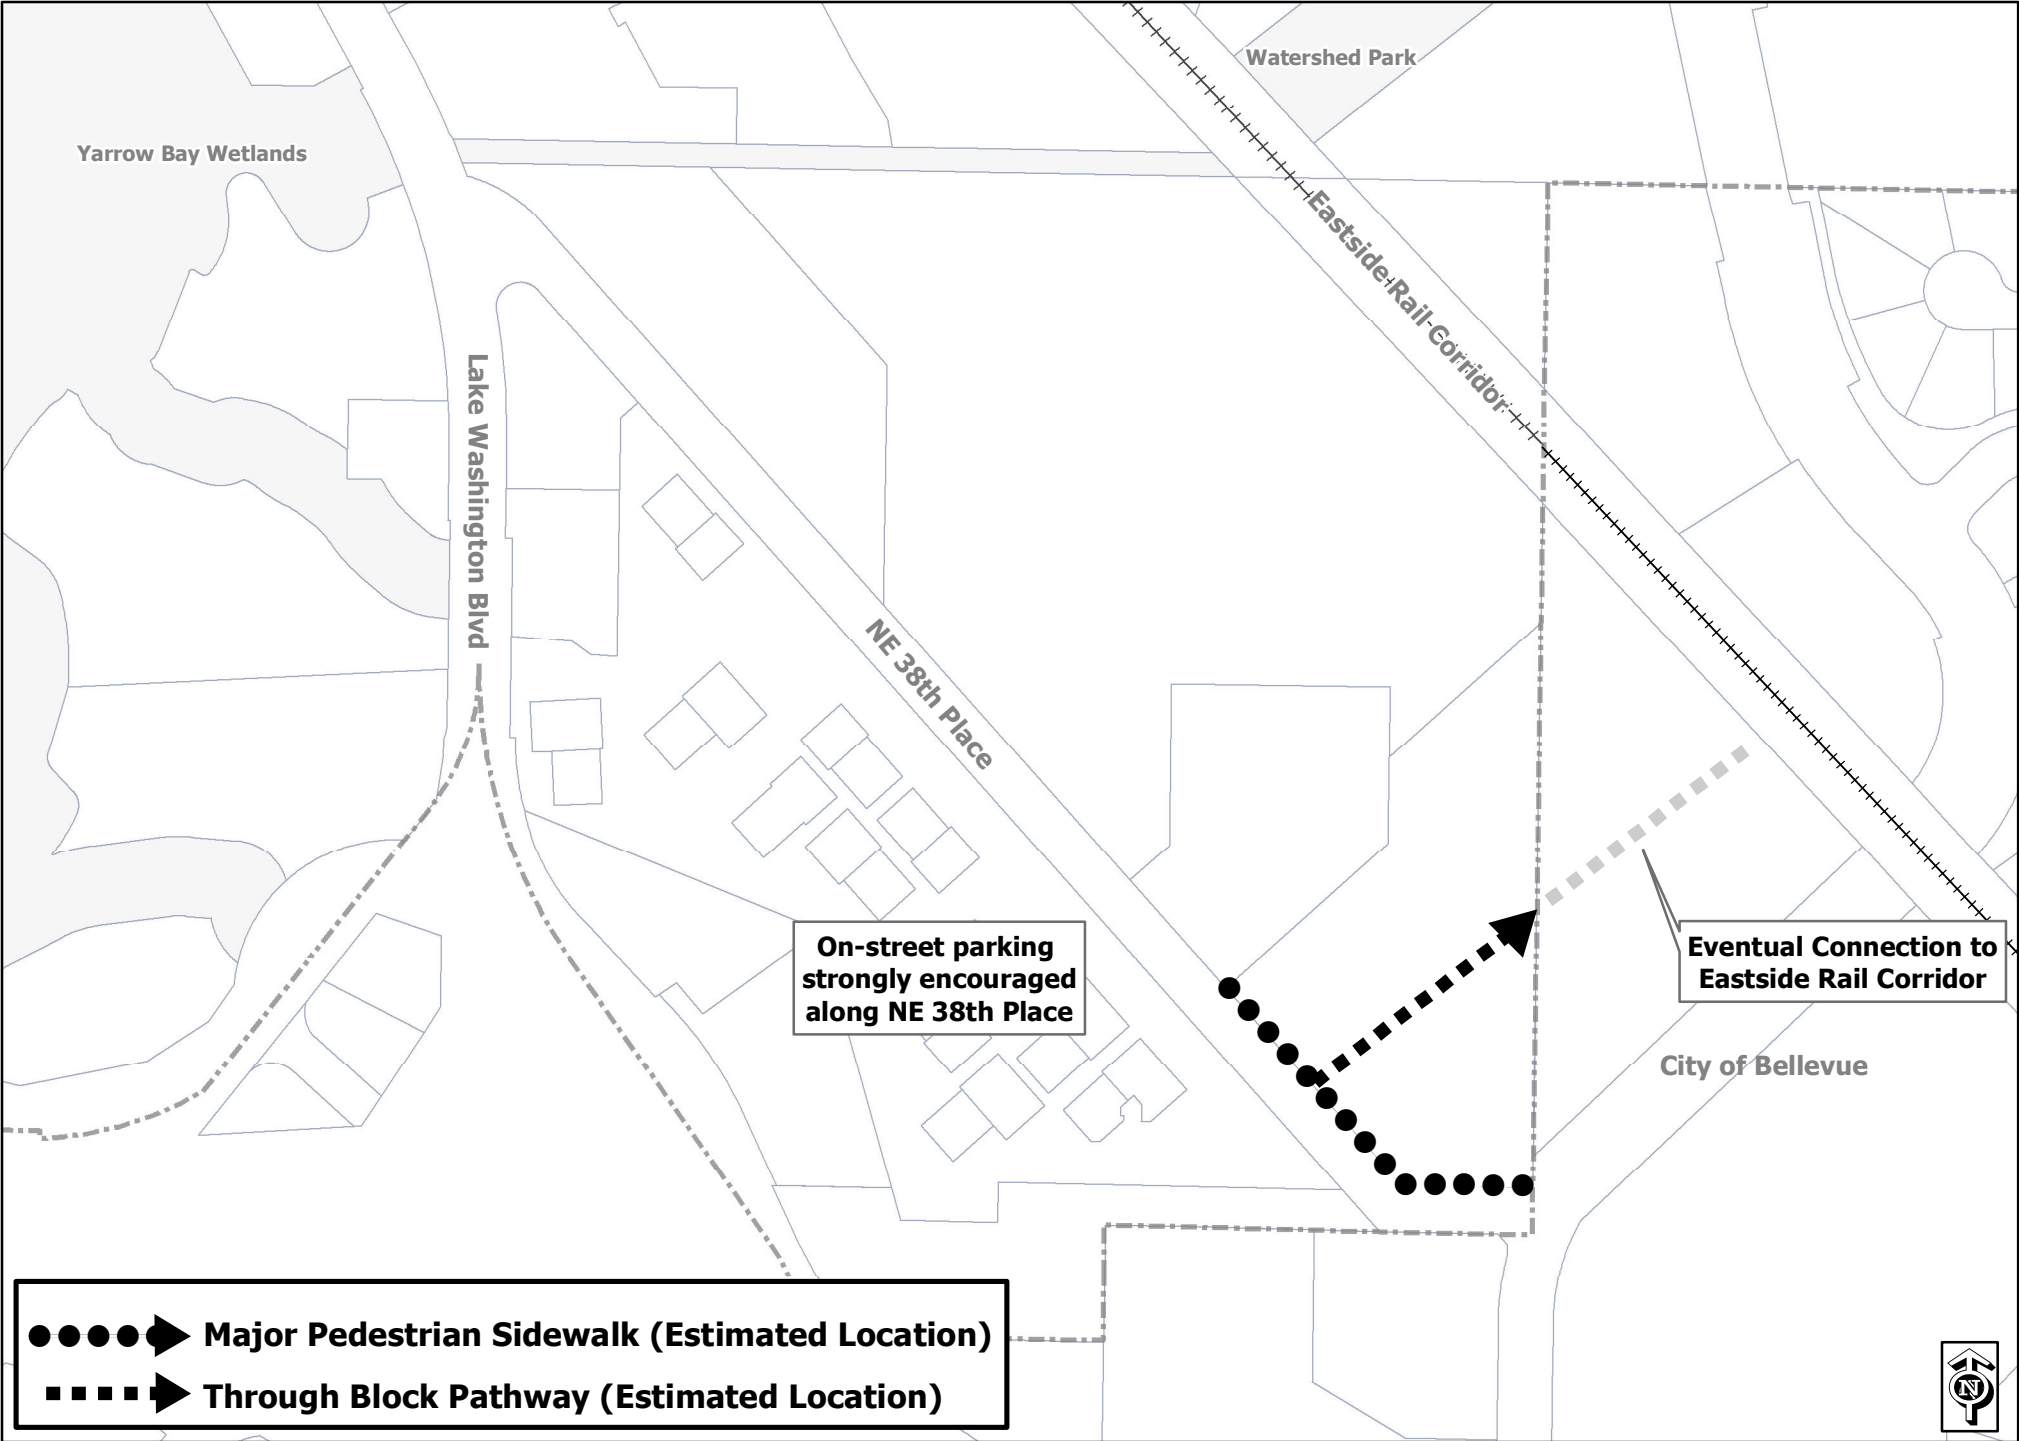 Watershed Park
Yarrow Bay Wetlands
Eastside Rail Corridor
Lake Washington Blvd
NE 38th Place
On-street parking
strongly encouraged
along NE 38th Place
Eventual Connection to
Eastside Rail Corridor
City of Bellevue
Major Pedestrian Sidewalk (Estimated Location)
Through Block Pathway (Estimated Location)
N